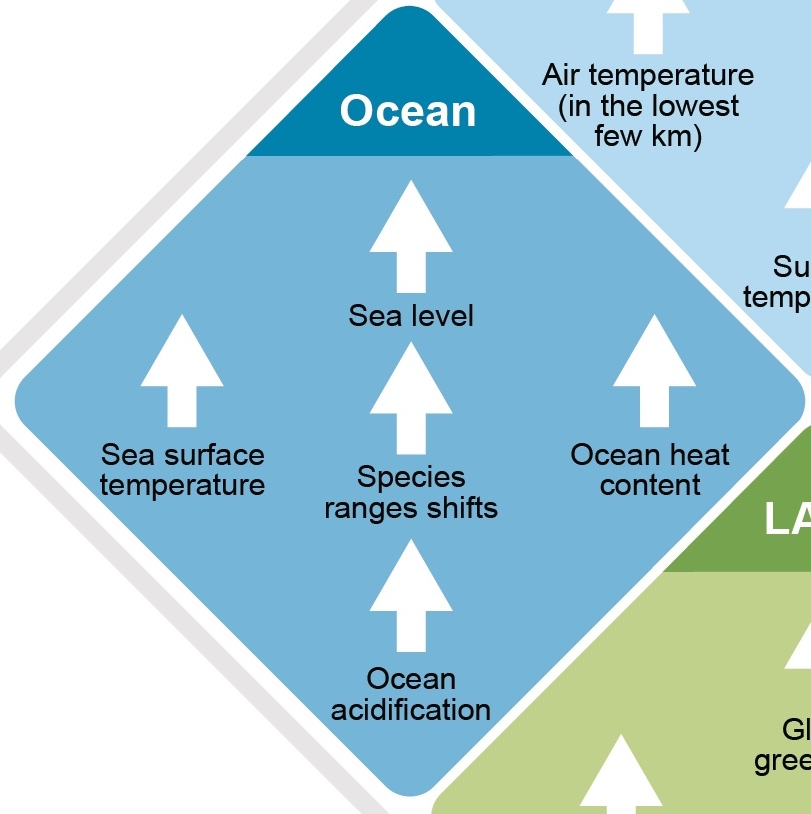 Ocean
Air temperature
(in the lowest
few km)
Sea level
Sea surface
temperature
Species
ranges shifts
Ocean heat
content
Ocean
acidification